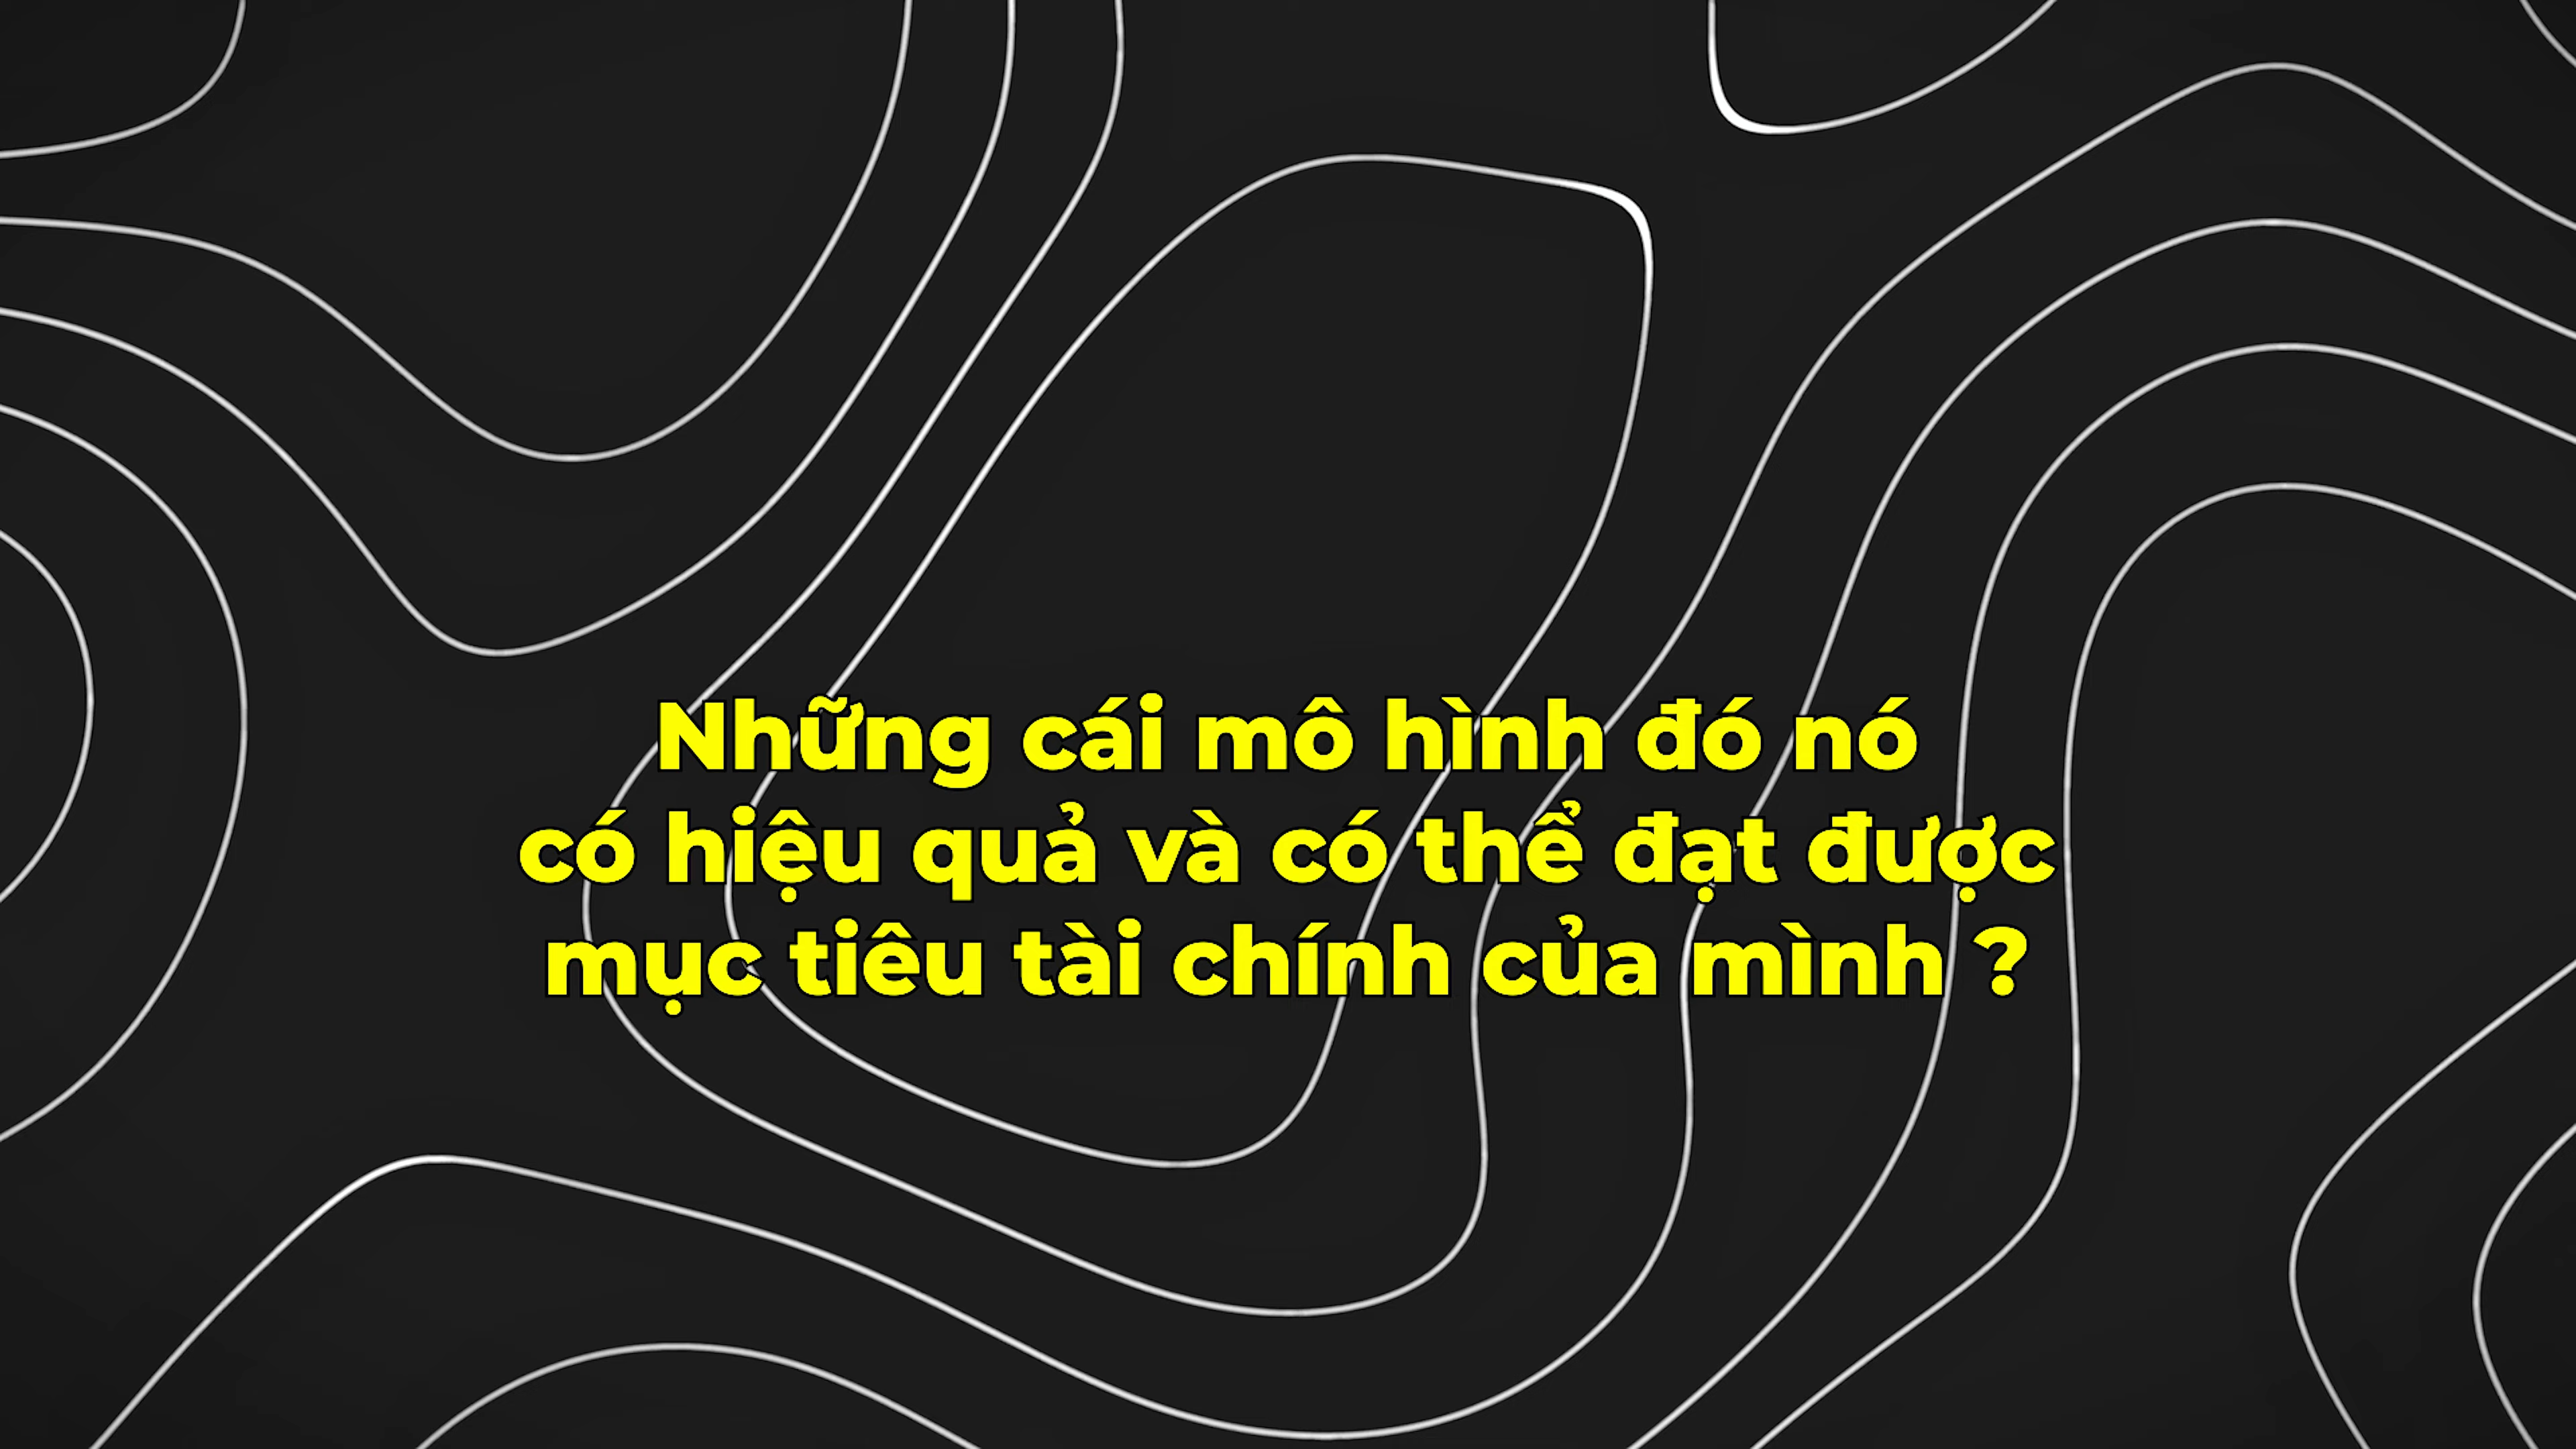 Những cái mô hình đó nó
có hiệu quả và có thể đạt được
mục tiêu tài chính của mình ?